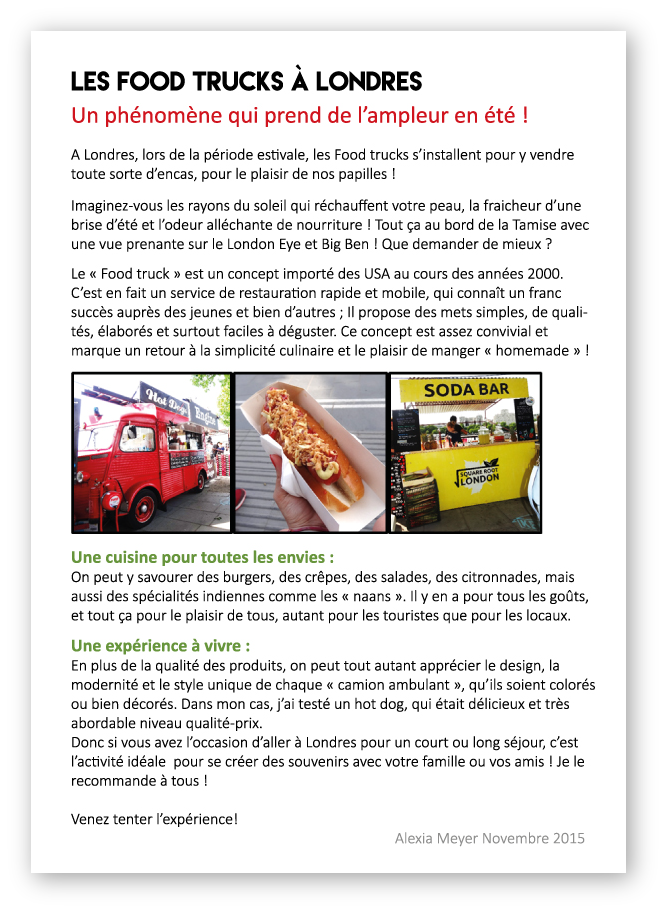 LES FOOD TRUCKS À LONDRES
Un phénomène qui prend de l'ampleur en été !
A Londres, lors de la période estivale, les Food trucks s'installent pour y vendre
toute sorte d'encas, pour le plaisir de nos papilles !
Imaginez-vous les rayons du soleil qui réchauffent votre peau, la fraicheur d'une
brise d'été et l'odeur alléchante de nourriture ! Tout ça au bord de la Tamise avec
une vue prenante sur le London Eye et Big Ben ! Que demander de mieux ?
Le « Food truck » est un concept importé des USA au cours des années 2000.
C'est en fait un service de restauration rapide et mobile, qui connaît un franc
succès auprès des jeunes et bien d'autres ; Il propose des mets simples, de quali-
tés, élaborés et surtout faciles à déguster. Ce concept est assez convivial et
marque un retour à la simplicité culinaire et le plaisir de manger « homemade » !
Hot Dogs
Engine
SODA BAR
SQUARE ROOT
LONDON
Une cuisine pour toutes les envies :
On peut y savourer des burgers, des crêpes, des salades, des citronnades, mais
aussi des spécialités indiennes comme les « naans ». Il y en a pour tous les goûts,
et tout ça pour le plaisir de tous, autant pour les touristes que pour les locaux.
Une expérience à vivre :
En plus de la qualité des produits, on peut tout autant apprécier le design, la
modernité et le style unique de chaque « camion ambulant », qu'ils soient colorés
ou bien décorés. Dans mon cas, j'ai testé un hot dog, qui était délicieux et très
abordable niveau qualité-prix.
Donc si vous avez l'occasion d'aller à Londres pour un court ou long séjour, c'est
l'activité idéale  pour se créer des souvenirs avec votre famille ou vos amis ! Je le
recommande à tous !
Venez tenter l'expérience!
Alexia Meyer Novembre 2015